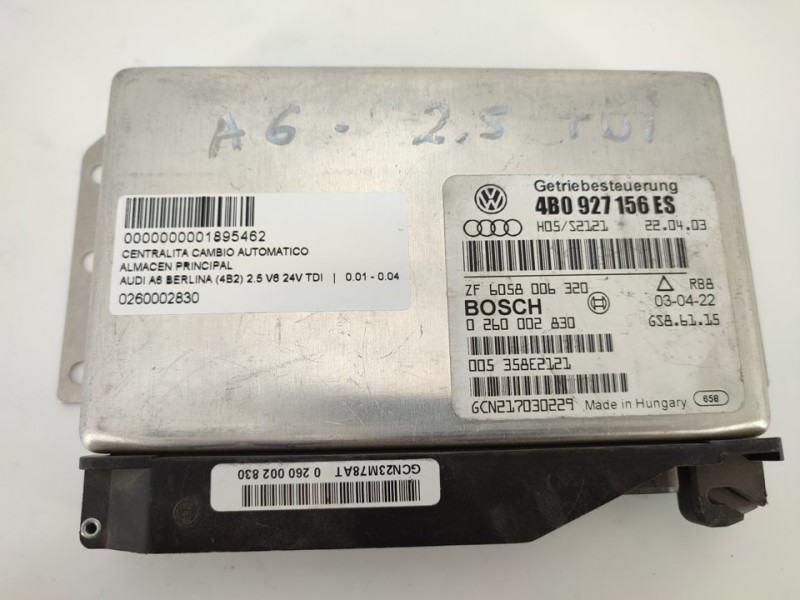 A6 - 2,5 TDI
0000000001895462
CENTRALITA CAMBIO AUTOMATICO
ALMACEN PRINCIPAL
AUDI A6 BERLINA (4B2) 2.5 V6 24V TDI | 0.01 - 0.04
0260002830
Getriebesteuerung
4B0 927 156 ES
H05/S2121 22.04.03
ZF 6058 006 320 RBB
BOSCH 03-04-22
0 260 002 830 GS8.61.15
005 358E2121
GCN217030229 Made in Hungary 658
GCN23M78AT 0 260 002 830